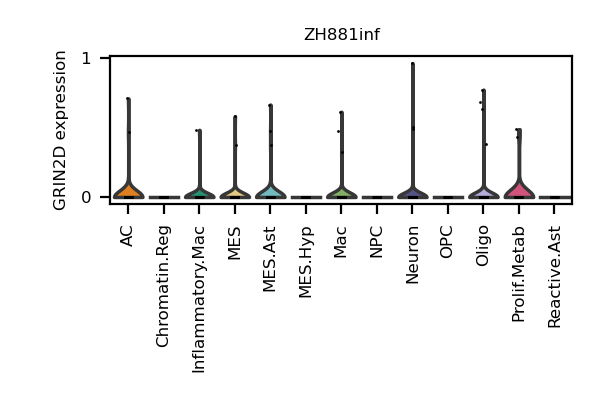 ZH881inf
GRIN2D expression
1
0
AC
Chromatin.Reg
Inflammatory.Mac
MES
MES.Ast
MES.Hyp
Mac
NPC
Neuron
OPC
Oligo
Prolif.Metab
Reactive.Ast